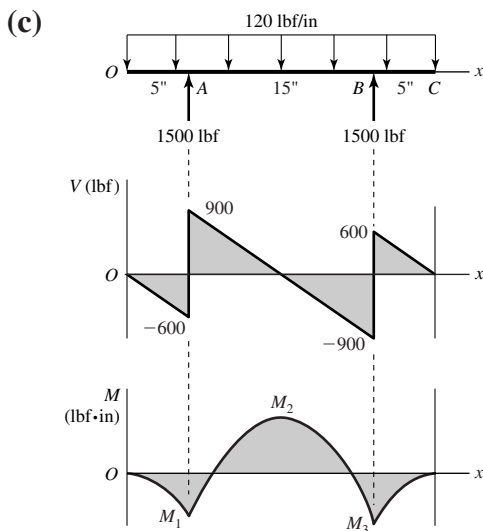 (c)
120 lbf/in
O x
5" A 15" B 5" C
1500 lbf 1500 lbf
V (lbf)
900
600
O x
−600
−900
M
(lbf•in)
M2
O x
M1 M3